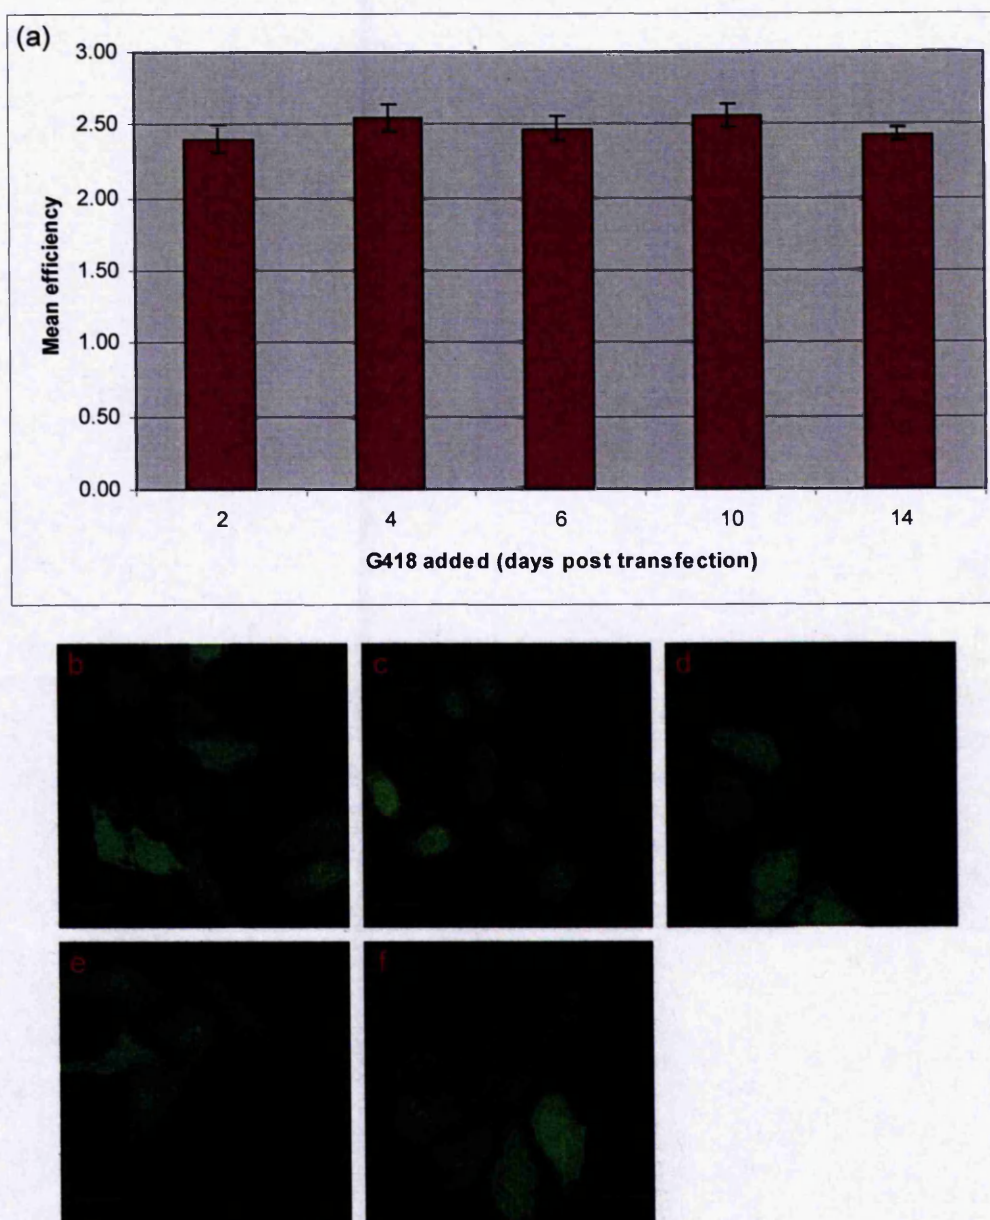 (a)
3.00
2.50
2.00
1.50
1.00
0.50
0.00
Mean efficiency
2 4 6 10 14
G418 added (days post transfection)
b c d
e f